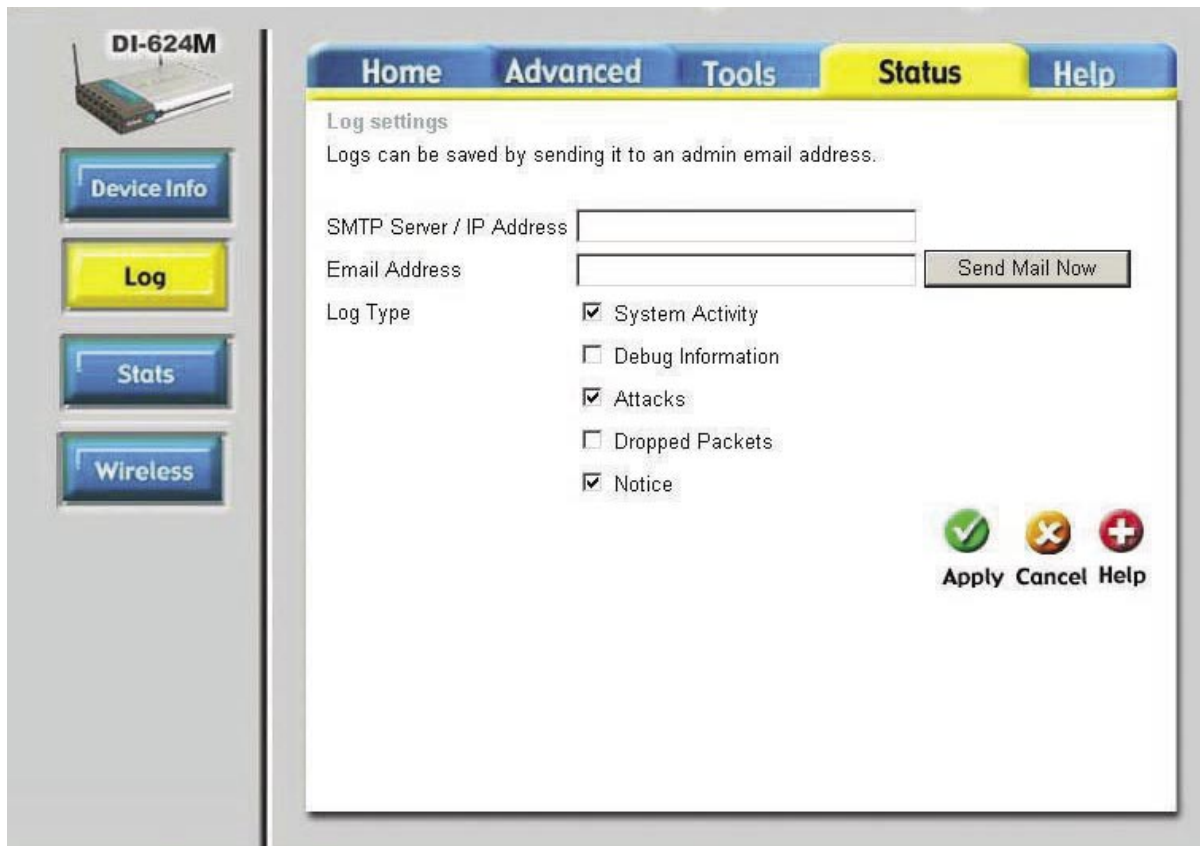 DI-624M
Home Advanced Tools Status Help
Device Info
Log
Stats
Wireless
Log settings
Logs can be saved by sending it to an admin email address.
SMTP Server / IP Address
Email Address Send Mail Now
Log Type System Activity
Debug Information
Attacks
Dropped Packets
Notice
Apply Cancel Help